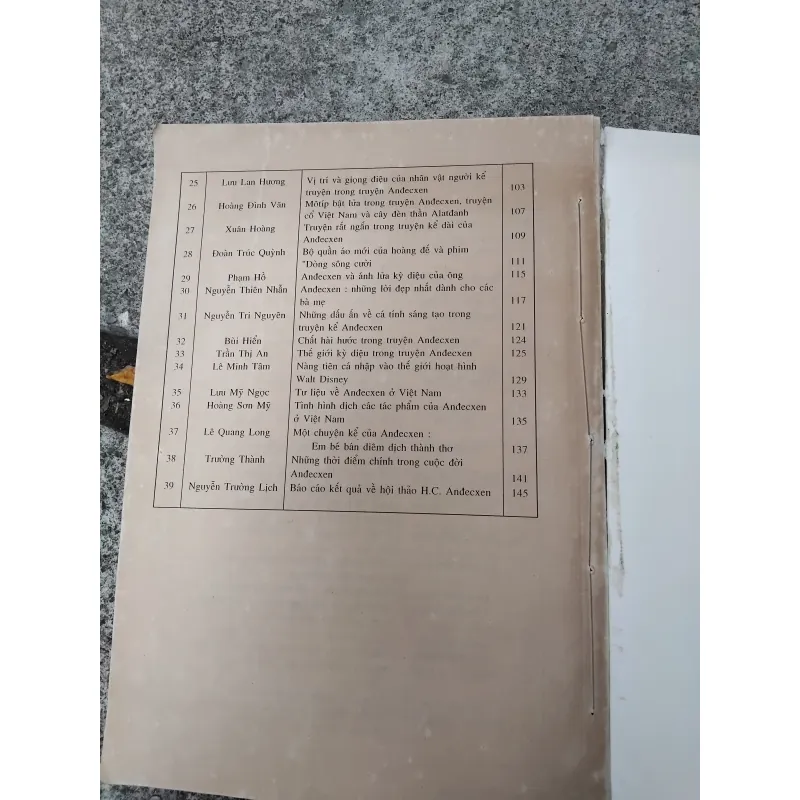 25 Lưu Lan Hương Vị trí và giọng điệu của nhân vật người kể
truyện trong truyện Anđecxen 103
26 Hoàng Đình Văn Môtíp bật lửa trong truyện Anđecxen, truyện
cổ Việt Nam và cây đèn thần Alatđanh 107
27 Xuân Hoàng Truyện rất ngắn trong truyện kể dài của
Anđecxen 109
28 Đoàn Trúc Quỳnh Bộ quần áo mới của hoàng đế và phim
"Dòng sông cười 111
29 Phạm Hổ Anđecxen và ánh lửa kỳ diệu của ông 115
30 Nguyễn Thiên Nhẫn Anđecxen : những lời đẹp nhất dành cho các
bà mẹ 117
31 Nguyễn Tri Nguyên Những dấu ấn về cá tính sáng tạo trong
truyện kể Anđecxen 121
32 Bùi Hiển Chất hài hước trong truyện Anđecxen 124
33 Trần Thị An Thế giới kỳ diệu trong truyện Anđecxen 125
34 Lê Minh Tâm Nàng tiên cá nhập vào thế giới hoạt hình
Walt Disney 129
35 Lưu Mỹ Ngọc Tư liệu về Anđecxen ở Việt Nam 133
36 Hoàng Sơn Mỹ Tình hình dịch các tác phẩm của Anđecxen
ở Việt Nam 135
37 Lê Quang Long Một chuyện kể của Anđecxen :
Em bé bán diêm dịch thành thơ 137
38 Trường Thành Những thời điểm chính trong cuộc đời
Anđecxen 141
39 Nguyễn Trường Lịch Báo cáo kết quả về hội thảo H.C. Anđecxen 145